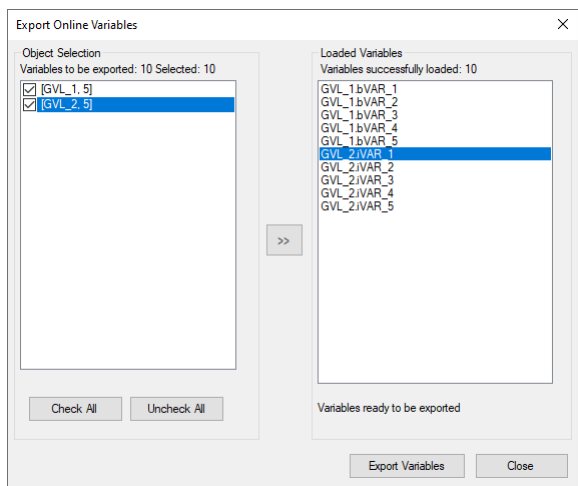 Export Online Variables
Object Selection
Variables to be exported: 10 Selected: 10
[GVL_1, 5]
[GVL_2, 5]
Check All
Uncheck All
>>
Loaded Variables
Variables successfully loaded: 10
GVL_1.bVAR_1
GVL_1.bVAR_2
GVL_1.bVAR_3
GVL_1.bVAR_4
GVL_1.bVAR_5
GVL_2.iVAR_1
GVL_2.iVAR_2
GVL_2.iVAR_3
GVL_2.iVAR_4
GVL_2.iVAR_5
Variables ready to be exported
Export Variables
Close